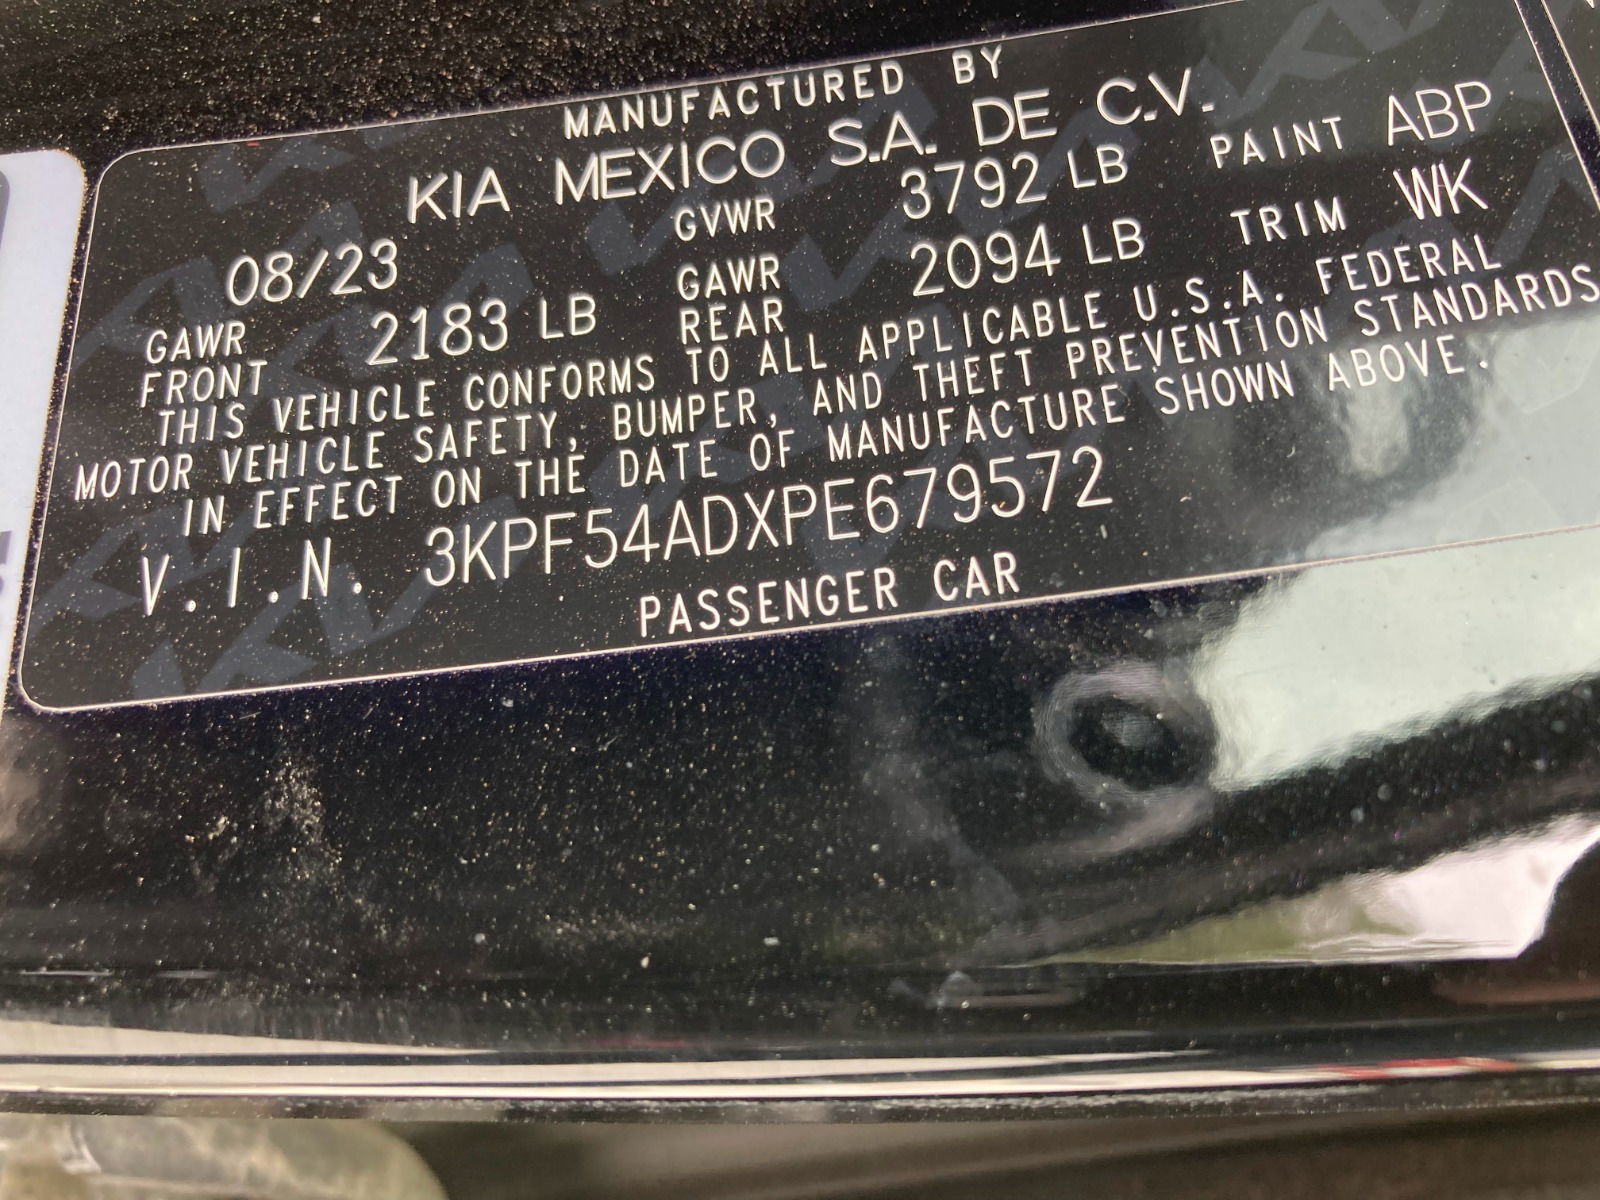 MANUFACTURED BY
KIA MEXICO S.A. DE C.V.
08/23 GVWR 3792 LB PAINT ABP
GAWR FRONT 2183 LB GAWR REAR 2094 LB TRIM WK
THIS VEHICLE CONFORMS TO ALL APPLICABLE U.S.A. FEDERAL
MOTOR VEHICLE SAFETY, BUMPER, AND THEFT PREVENTION STANDARDS
IN EFFECT ON THE DATE OF MANUFACTURE SHOWN ABOVE.
V.I.N. 3KPF54ADXPE679572
PASSENGER CAR